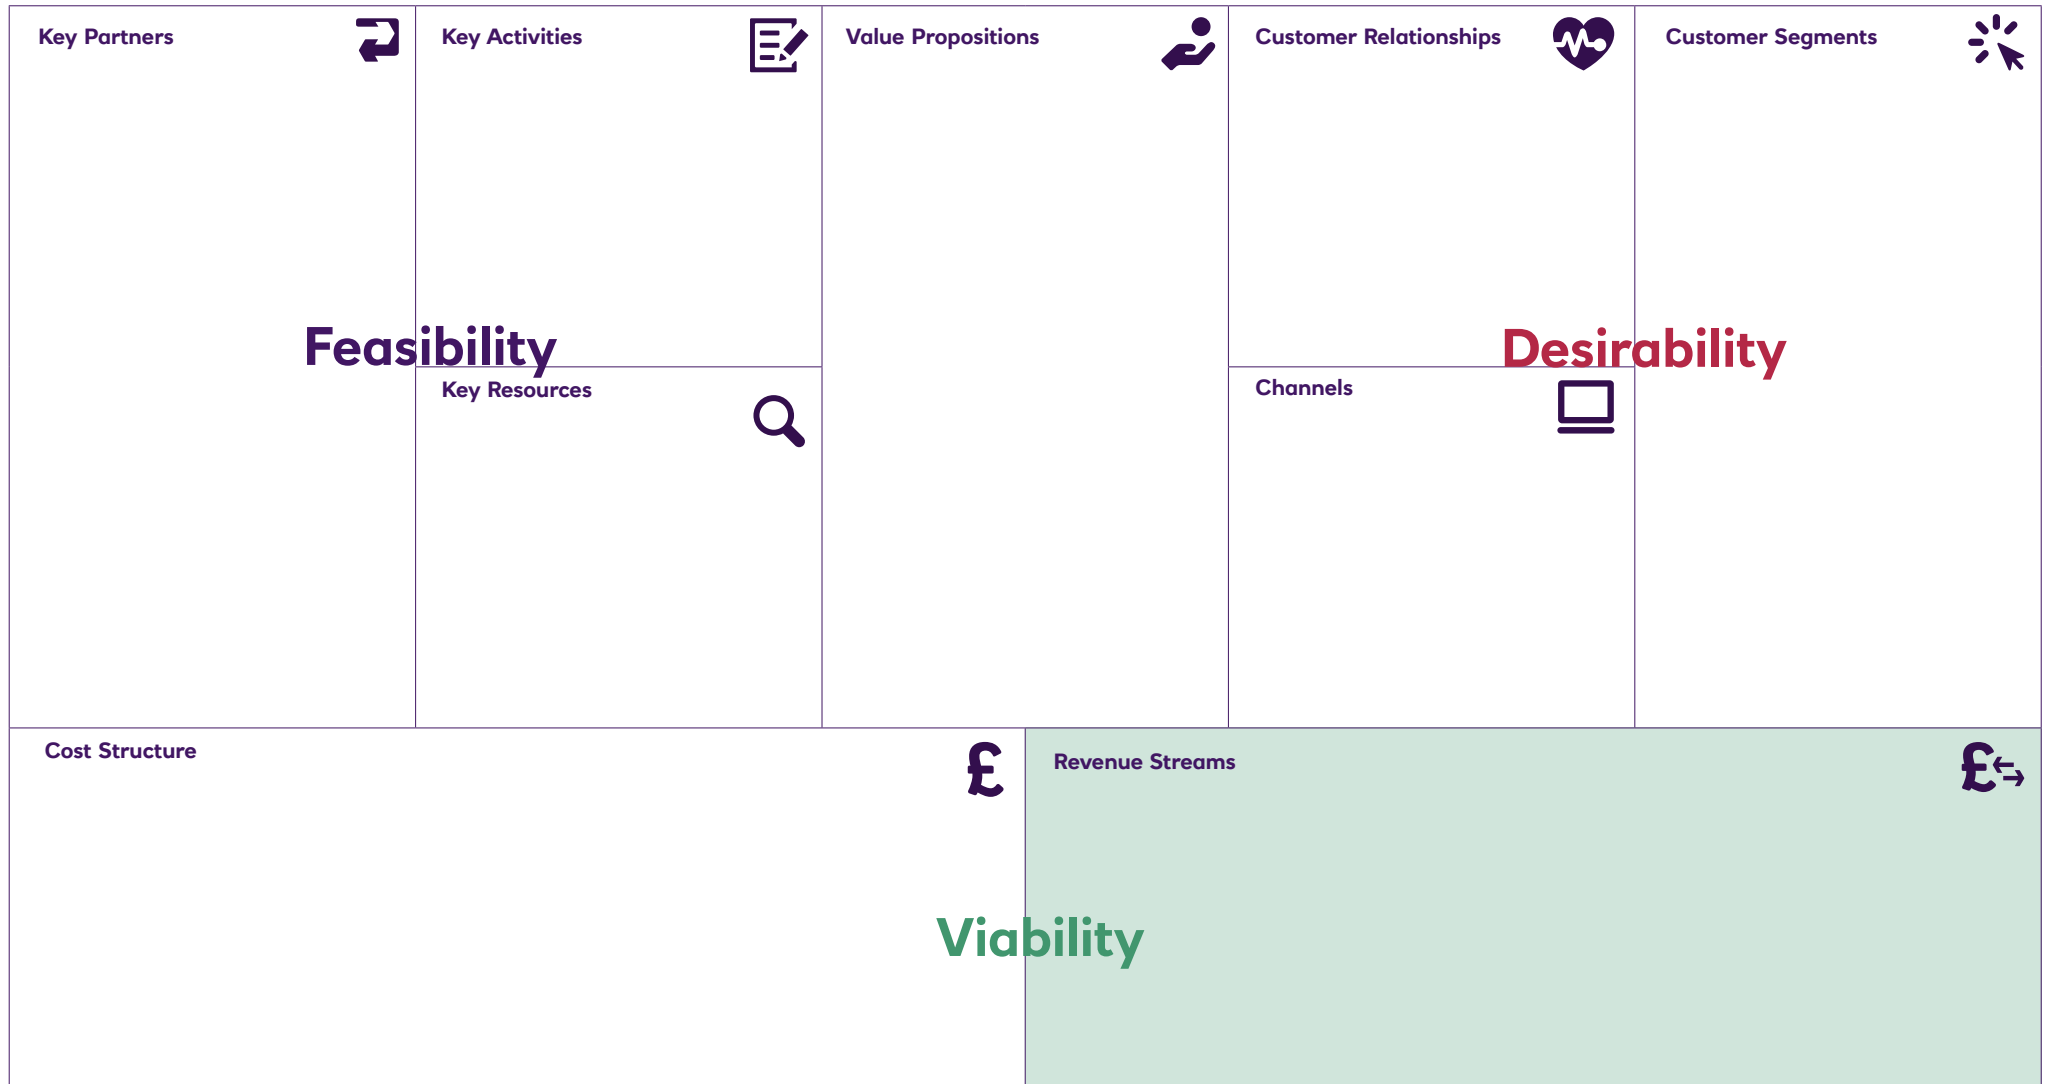 Key Partners
Key Activities
Value Propositions
Customer Relationships
Customer Segments
Feasibility
Desirability
Key Resources
Channels
Cost Structure
£
Revenue Streams
£
Viability